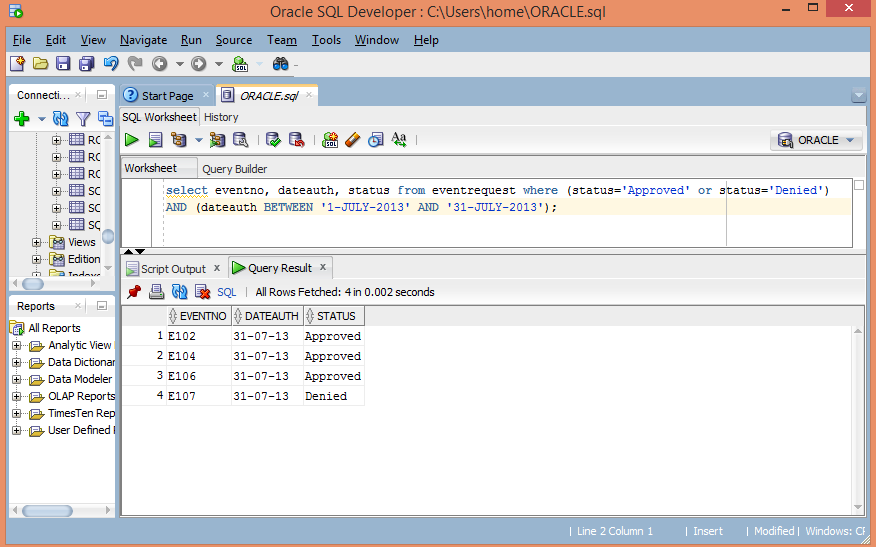 Oracle SQL Developer : C:\Users\home\ORACLE.sql
File Edit View Navigate Run Source Team Tools Window Help
Connecti...
Start Page
ORACLE.sql
SQL Worksheet History
ORACLE
Worksheet Query Builder
select eventno, dateauth, status from eventrequest where (status='Approved' or status='Denied')
AND (dateauth BETWEEN '1-JULY-2013' AND '31-JULY-2013');
RC
RC
RC
SC
SC
SC
Views
Edition
Indexes
Script Output Query Result
SQL | All Rows Fetched: 4 in 0.002 seconds
EVENTNO DATEAUTH STATUS
1 E102 31-07-13 Approved
2 E104 31-07-13 Approved
3 E106 31-07-13 Approved
4 E107 31-07-13 Denied
Reports
All Reports
Analytic View
Data Dictionar
Data Modeler
OLAP Reports
TimesTen Rep
User Defined
| Line 2 Column 1 | Insert | Modified | Windows: CR